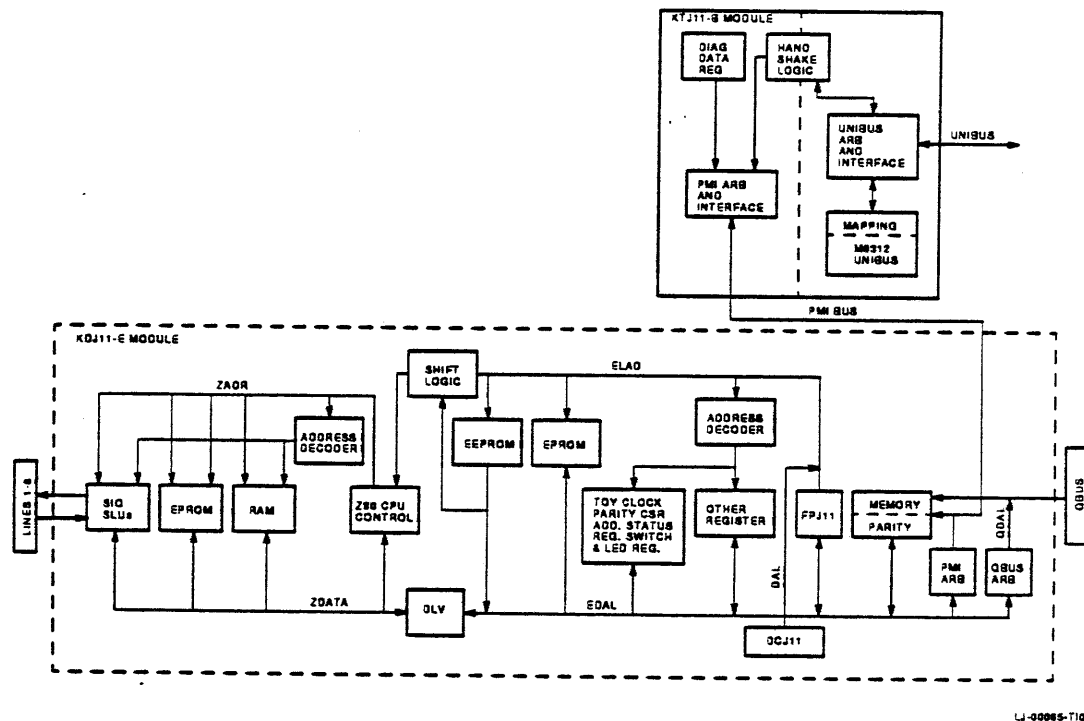 KTJ11-B MODULE
DIAG
DATA
REG
HAND
SHAKE
LOGIC
UNIBUS
ARB
AND
INTERFACE
UNIBUS
PMI ARB
AND
INTERFACE
MAPPING
M8312
UNIBUS
PMI BUS
KDJ11-E MODULE
SHIFT
LOGIC
ELAD
ZADR
ADDRESS
DECODER
EEPROM
EPROM
ADDRESS
DECODER
LINES 1-8
SIO
SLUs
EPROM
RAM
Z80 CPU
CONTROL
TOY CLOCK
PARITY CSR
ADD. STATUS
REG. SWITCH
& LED REG.
OTHER
REGISTER
FPJ11
MEMORY
PARITY
QBUS
QDAL
DAL
PMI
ARB
QBUS
ARB
ZDATA
DLV
EDAL
DCJ11